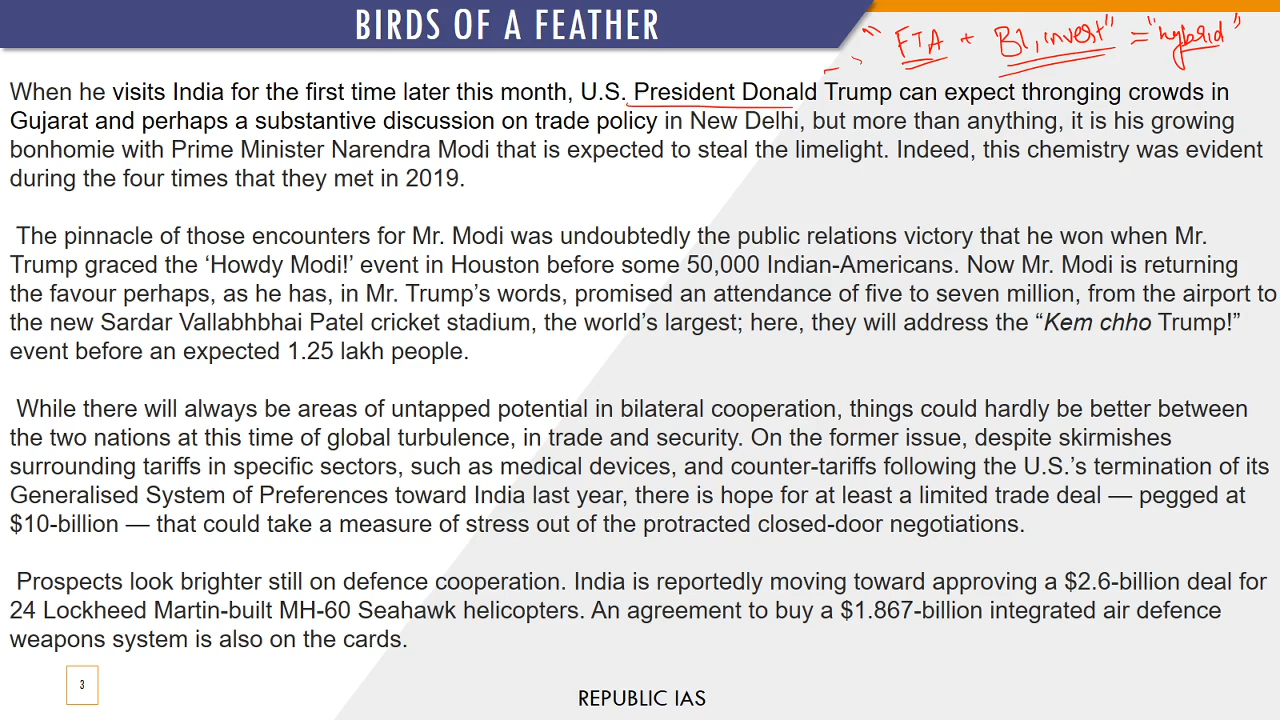 BIRDS OF A FEATHER
" FTA + BI, invest" = "hybrid"
When he visits India for the first time later this month, U.S. President Donald Trump can expect thronging crowds in
Gujarat and perhaps a substantive discussion on trade policy in New Delhi, but more than anything, it is his growing
bonhomie with Prime Minister Narendra Modi that is expected to steal the limelight. Indeed, this chemistry was evident
during the four times that they met in 2019.
The pinnacle of those encounters for Mr. Modi was undoubtedly the public relations victory that he won when Mr.
Trump graced the ‘Howdy Modi!’ event in Houston before some 50,000 Indian-Americans. Now Mr. Modi is returning
the favour perhaps, as he has, in Mr. Trump’s words, promised an attendance of five to seven million, from the airport to
the new Sardar Vallabhbhai Patel cricket stadium, the world’s largest; here, they will address the “Kem chho Trump!”
event before an expected 1.25 lakh people.
While there will always be areas of untapped potential in bilateral cooperation, things could hardly be better between
the two nations at this time of global turbulence, in trade and security. On the former issue, despite skirmishes
surrounding tariffs in specific sectors, such as medical devices, and counter-tariffs following the U.S.’s termination of its
Generalised System of Preferences toward India last year, there is hope for at least a limited trade deal — pegged at
$10-billion — that could take a measure of stress out of the protracted closed-door negotiations.
Prospects look brighter still on defence cooperation. India is reportedly moving toward approving a $2.6-billion deal for
24 Lockheed Martin-built MH-60 Seahawk helicopters. An agreement to buy a $1.867-billion integrated air defence
weapons system is also on the cards.
3
REPUBLIC IAS